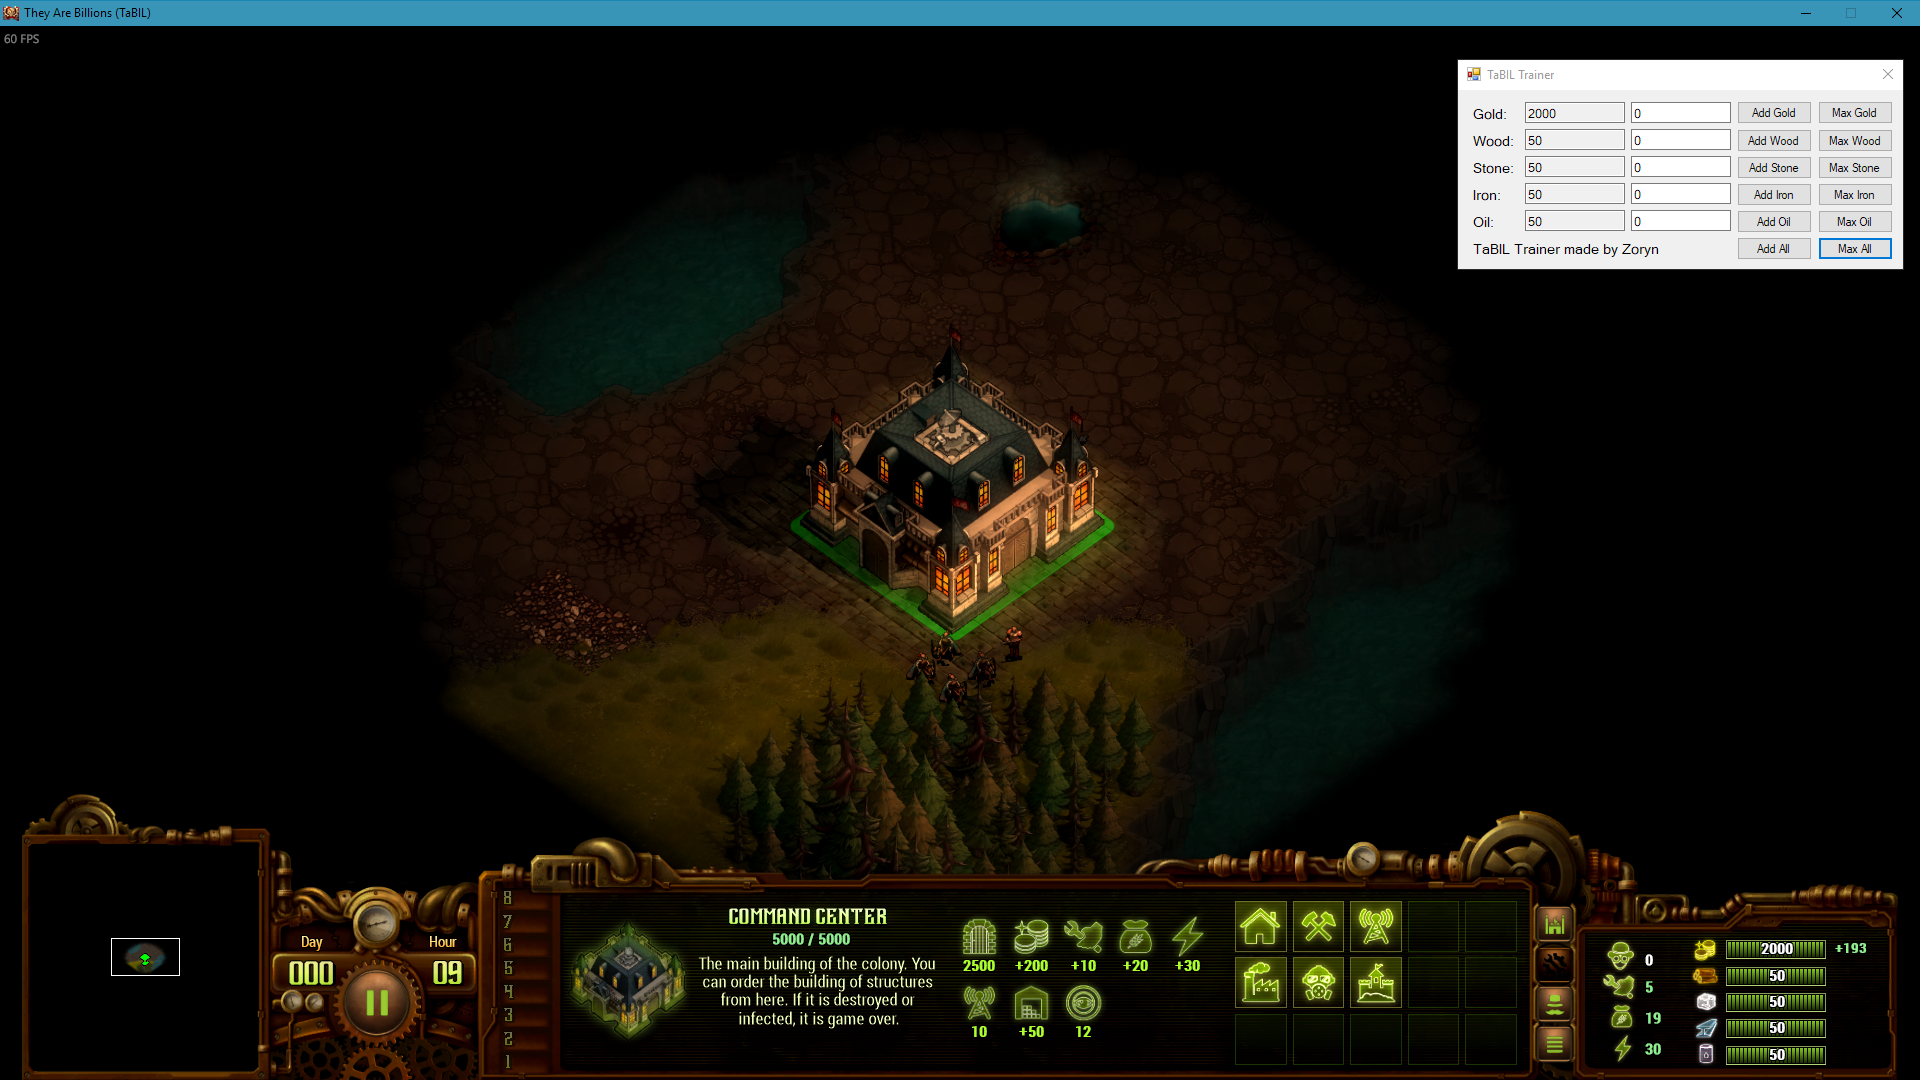 They Are Billions (TaBIL)
60 FPS
TaBIL Trainer
Gold: 2000 0 Add Gold Max Gold
Wood: 50 0 Add Wood Max Wood
Stone: 50 0 Add Stone Max Stone
Iron: 50 0 Add Iron Max Iron
Oil: 50 0 Add Oil Max Oil
TaBIL Trainer made by Zoryn Add All Max All
Day
000
Hour
09
8
7
6
5
4
3
2
1
COMMAND CENTER
5000 / 5000
The main building of the colony. You
can order the building of structures
from here. If it is destroyed or
infected, it is game over.
2500 +200 +10 +20 +30
10 +50 12
0
5
19
30
2000 +193
50
50
50
50